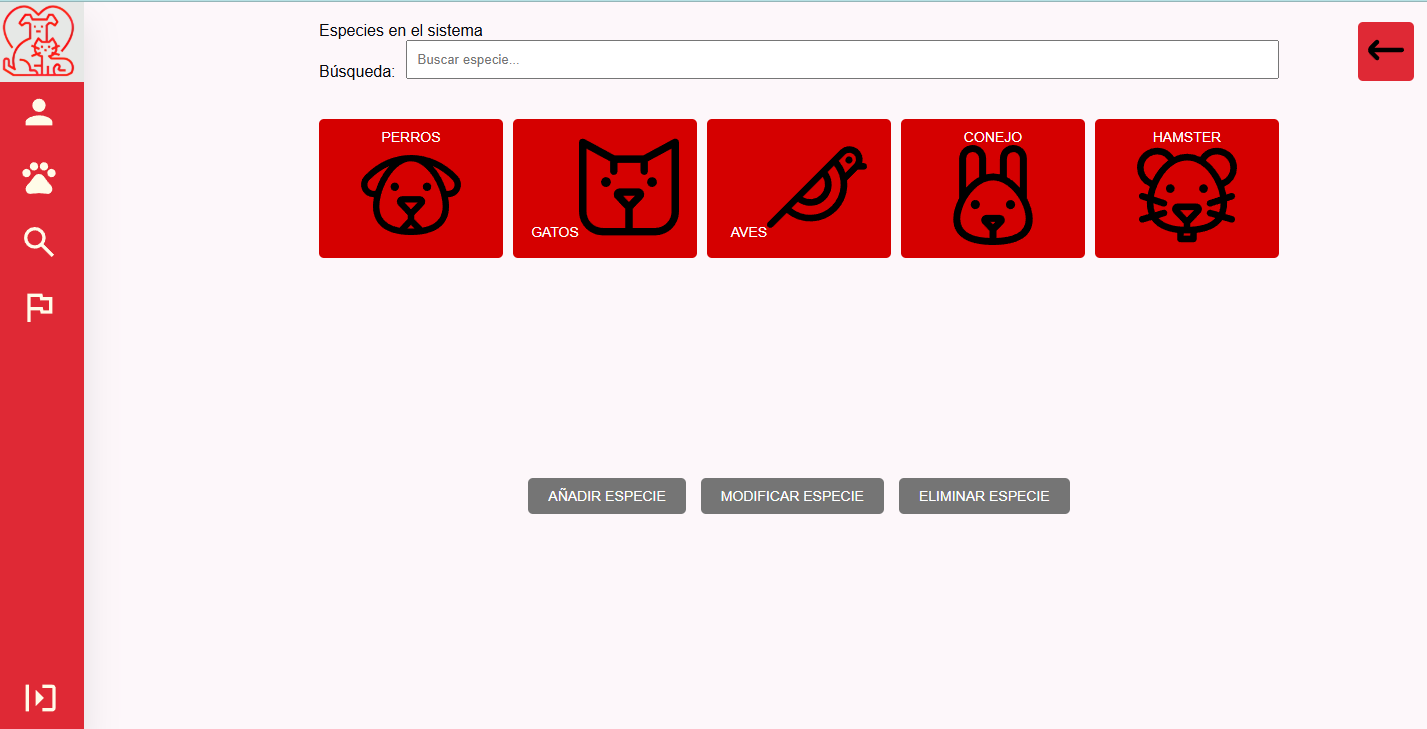 Especies en el sistema
Búsqueda: Buscar especie...
PERROS
GATOS
AVES
CONEJO
HAMSTER
AÑADIR ESPECIE
MODIFICAR ESPECIE
ELIMINAR ESPECIE